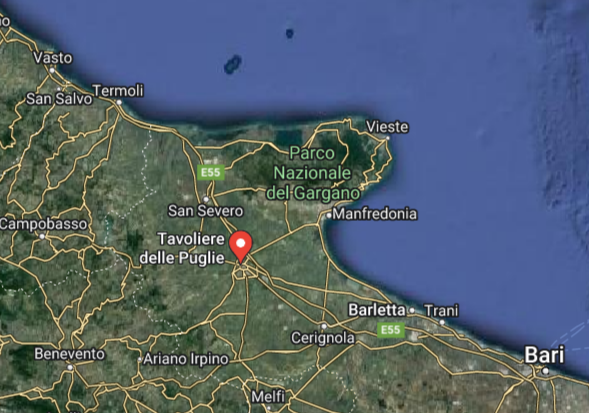 Vasto
San Salvo
Termoli
Vieste
E55
Parco
Nazionale
del Gargano
San Severo
Manfredonia
Campobasso
Tavoliere
delle Puglie
Barletta
Trani
E55
Cerignola
Bari
Benevento
Ariano Irpino
Melfi